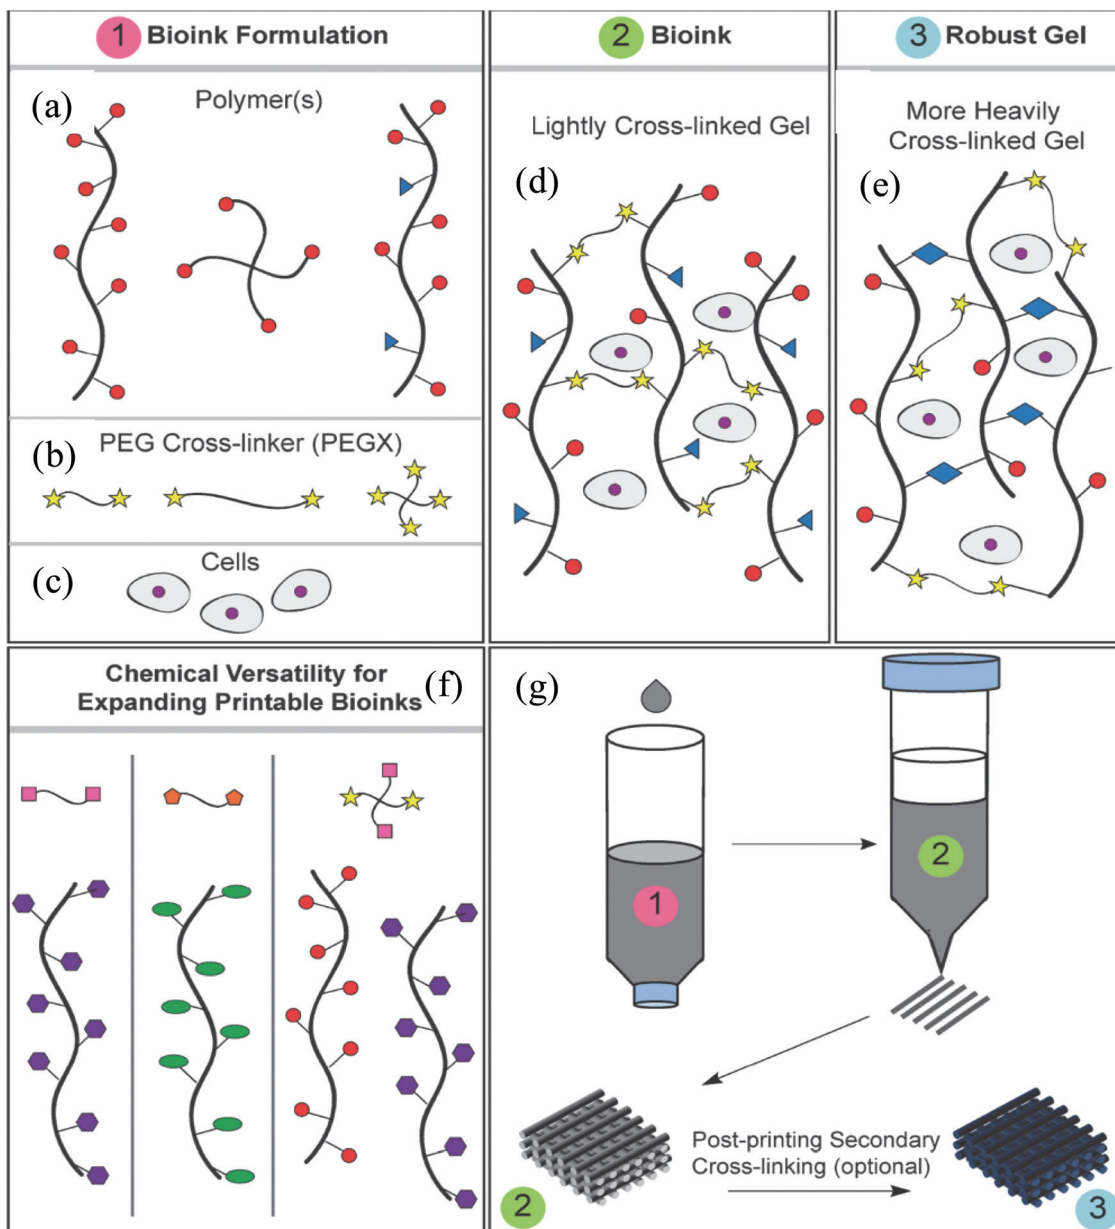 1 Bioink Formulation
(a)
Polymer(s)
(b)
PEG Cross-linker (PEGX)
(c)
Cells
2 Bioink
Lightly Cross-linked Gel
(d)
3 Robust Gel
More Heavily
Cross-linked Gel
(e)
Chemical Versatility for
Expanding Printable Bioinks
(f)
(g)
1
2
2
Post-printing Secondary
Cross-linking (optional)
3